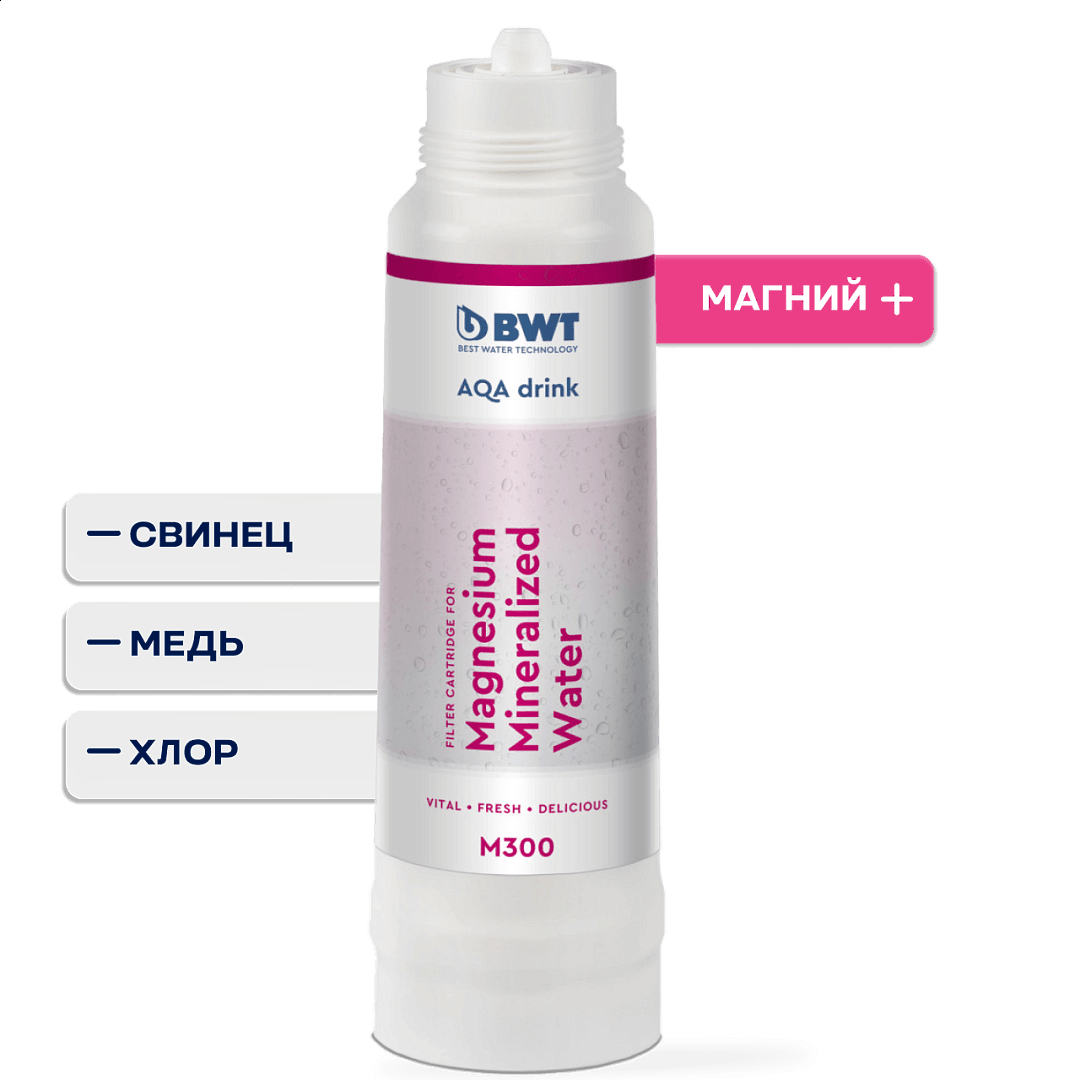 BWT
BEST WATER TECHNOLOGY
AQA drink
МАГНИЙ +
— СВИНЕЦ
— МЕДЬ
— ХЛОР
FILTER CARTRIDGE FOR
Magnesium
Mineralized
Water
VITAL • FRESH • DELICIOUS
M300